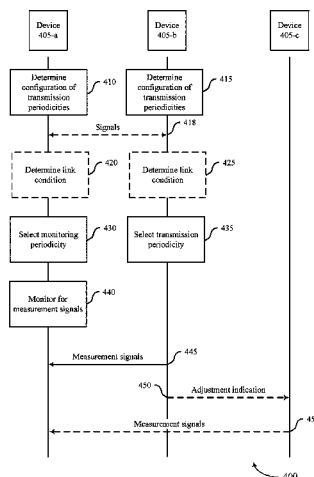 Device
405-a
Device
405-b
Device
405-c
Determine
configuration of
transmission
periodicities
410
Determine
configuration of
transmission
periodicities
415
Signals
418
Determine link
condition
420
Determine link
condition
425
Select monitoring
periodicity
430
Select transmission
periodicity
435
Monitor for
measurement signals
440
Measurement signals
445
450
Adjustment indication
Measurement signals
400